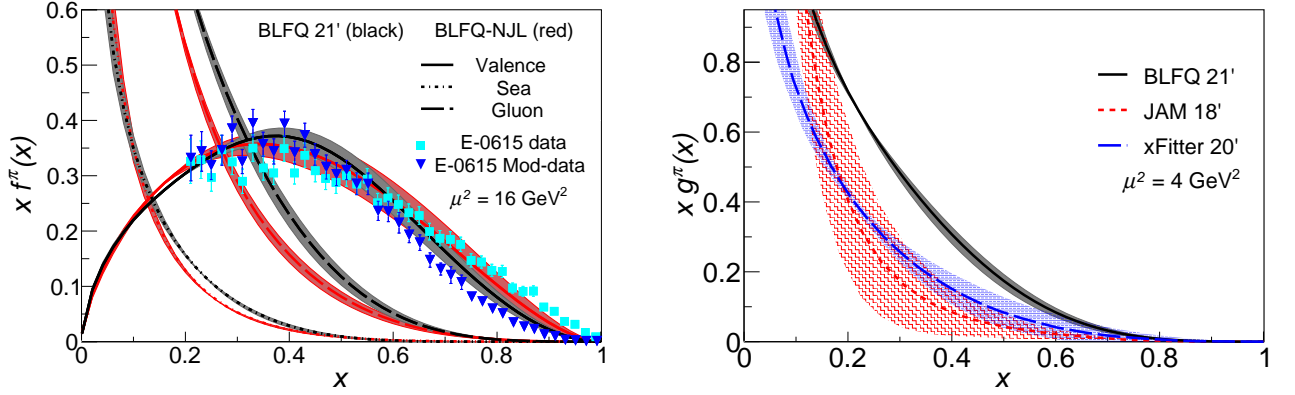 x f^π(x)
0.6
0.5
0.4
0.3
0.2
0.1
0
BLFQ 21' (black) BLFQ-NJL (red)
Valence
Sea
Gluon
E-0615 data
E-0615 Mod-data
μ² = 16 GeV²
0 0.2 0.4 0.6 0.8 1
x
x g^π(x)
0.8
0.6
0.4
0.2
0
BLFQ 21'
JAM 18'
xFitter 20'
μ² = 4 GeV²
0 0.2 0.4 0.6 0.8 1
x